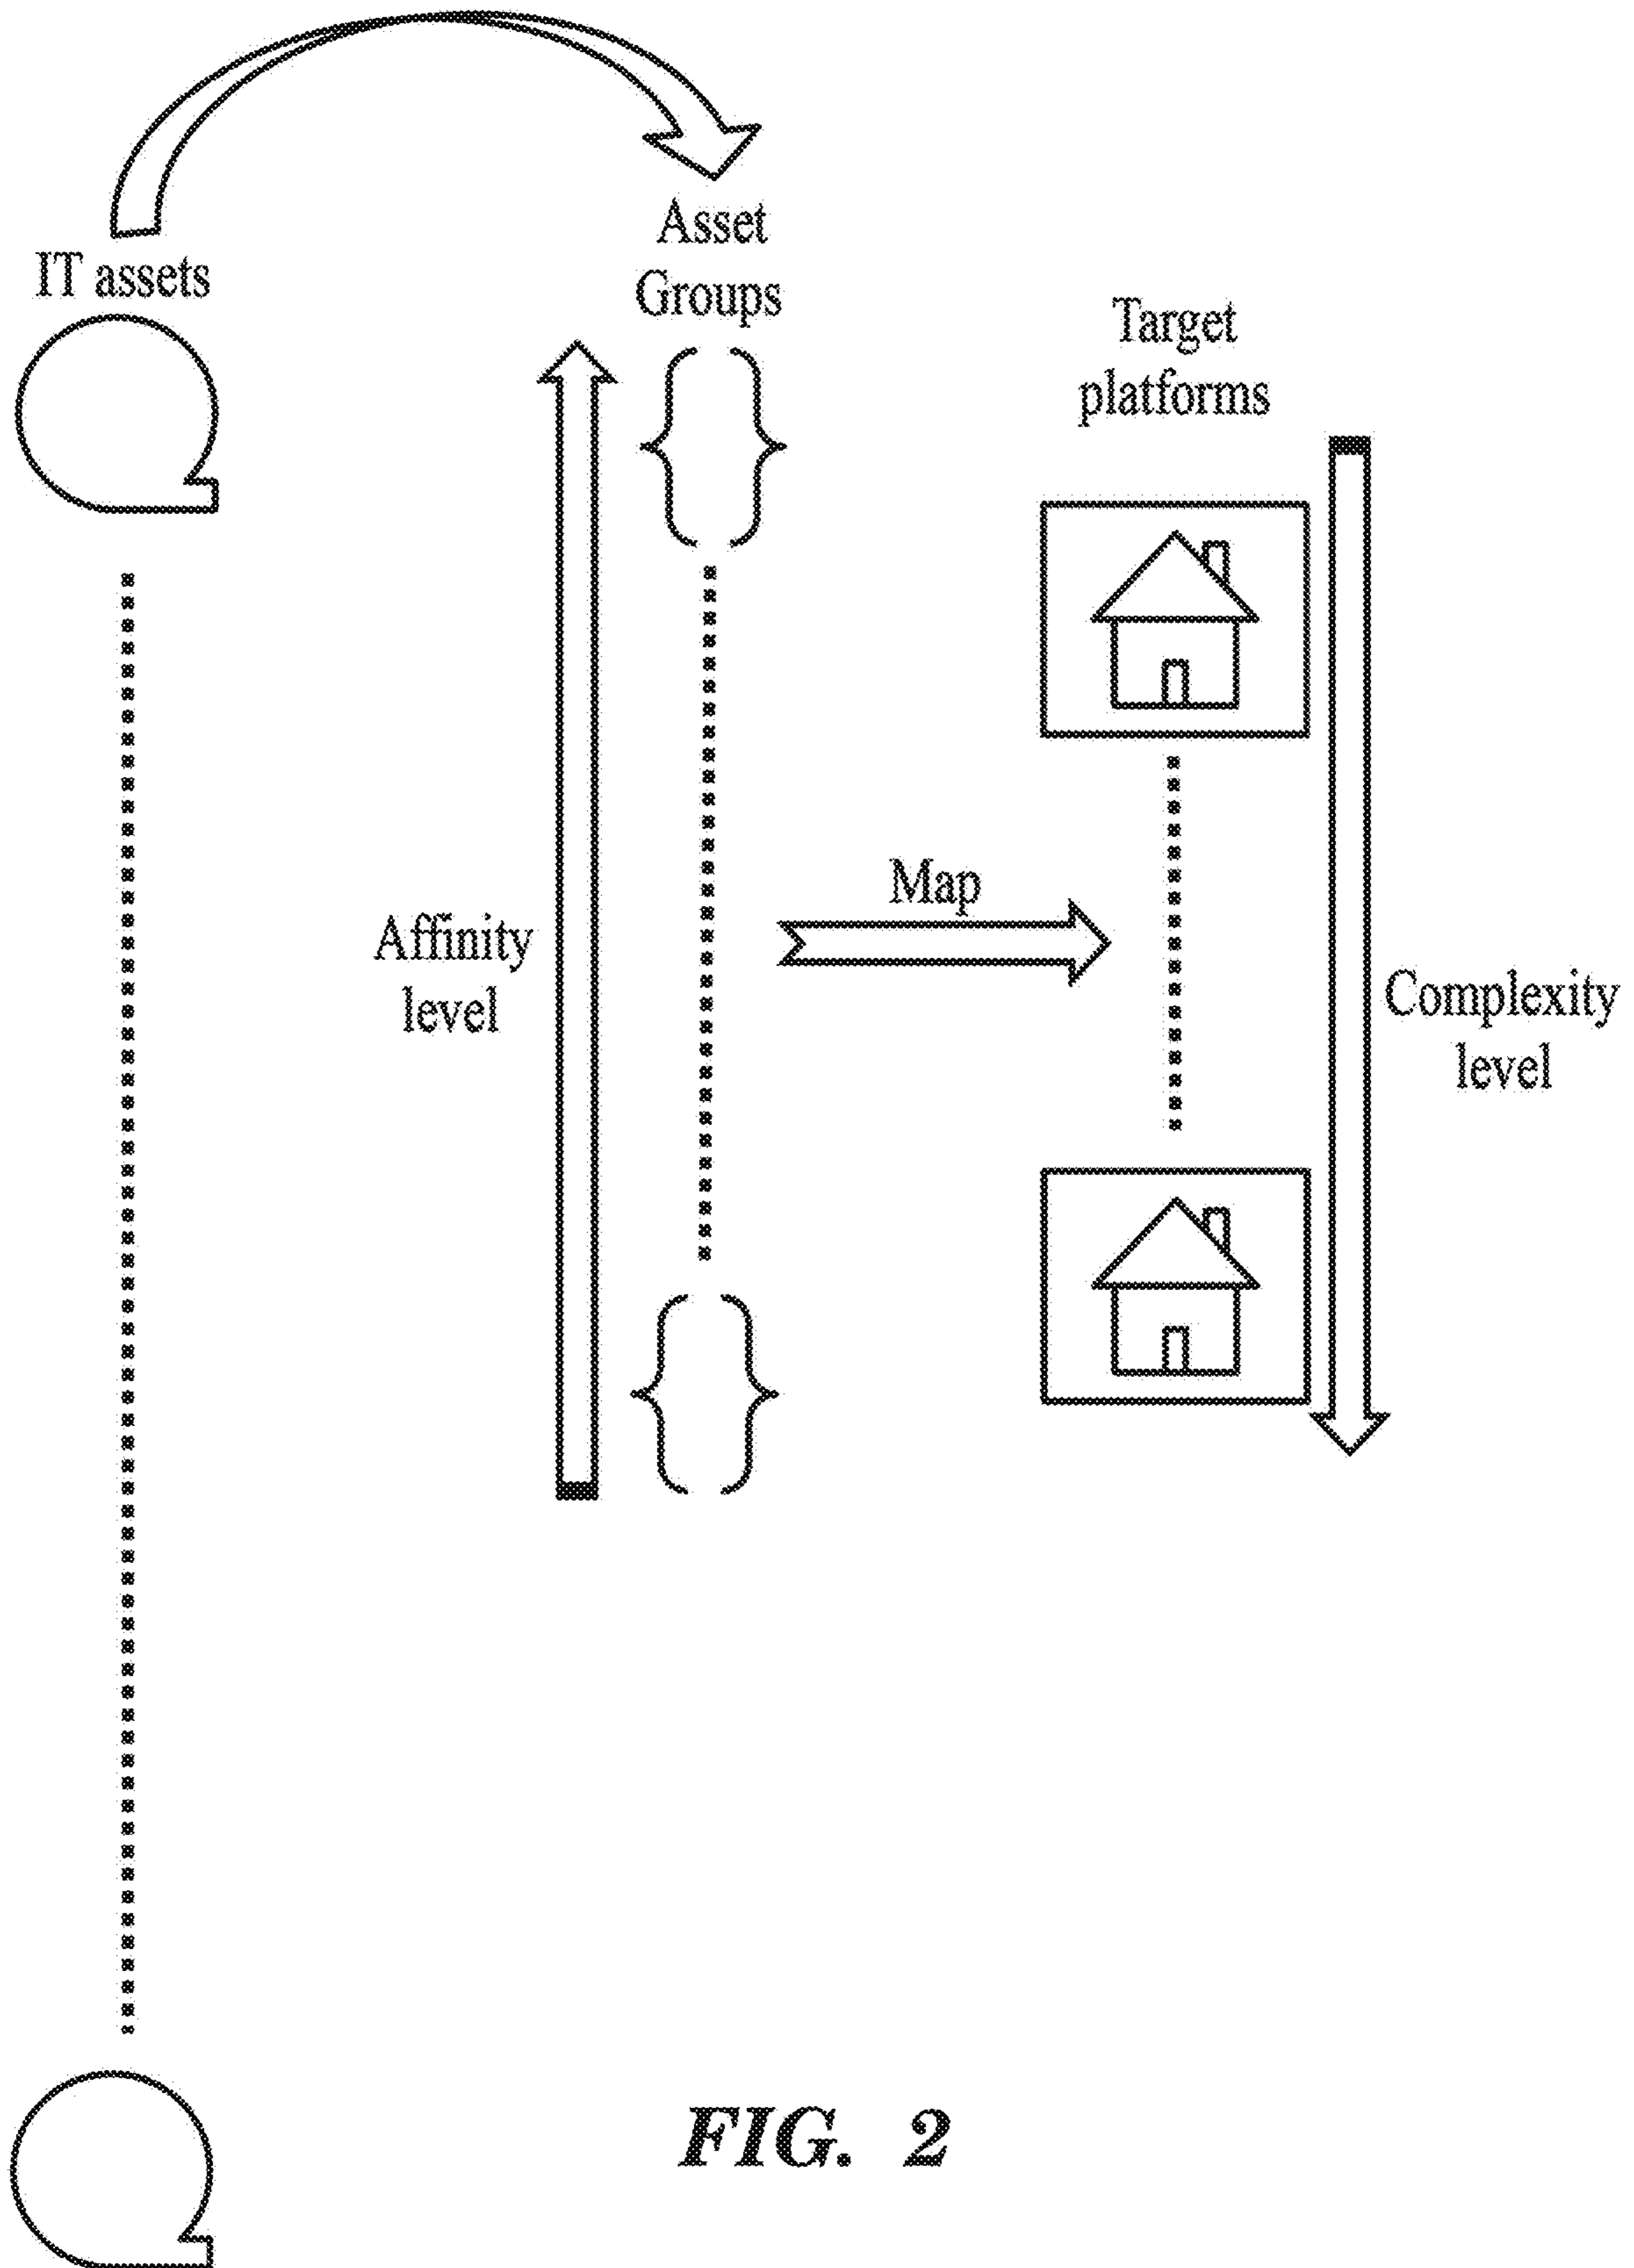 IT assets
Asset
Groups
Target
platforms
Affinity
level
Map
Complexity
level
FIG. 2